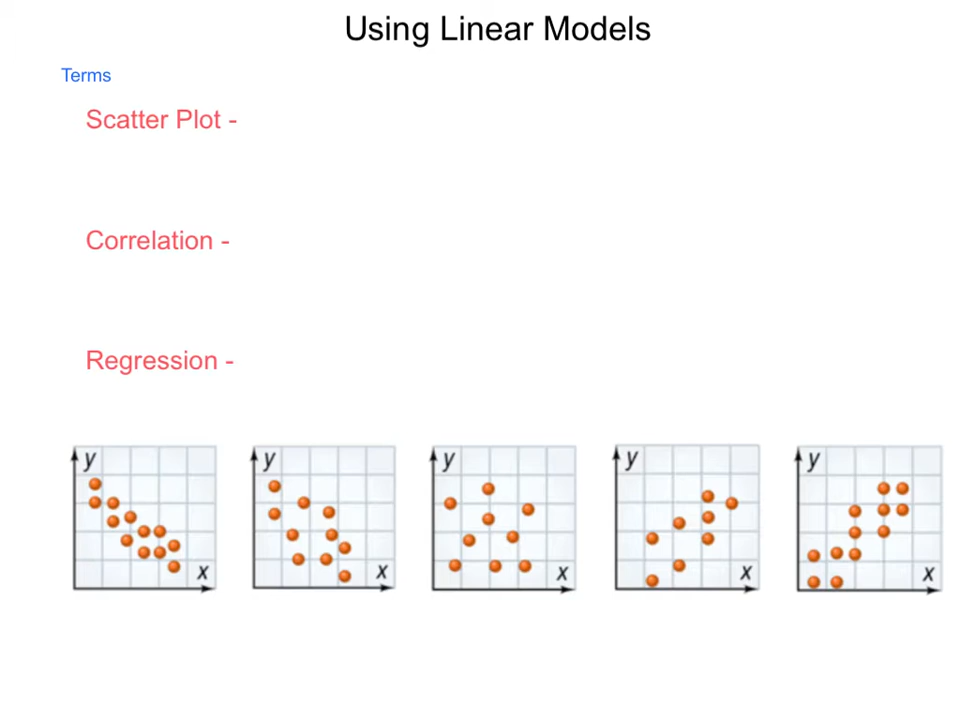 Using Linear Models
Terms
Scatter Plot -
Correlation -
Regression -
y y y y y
x x x x x